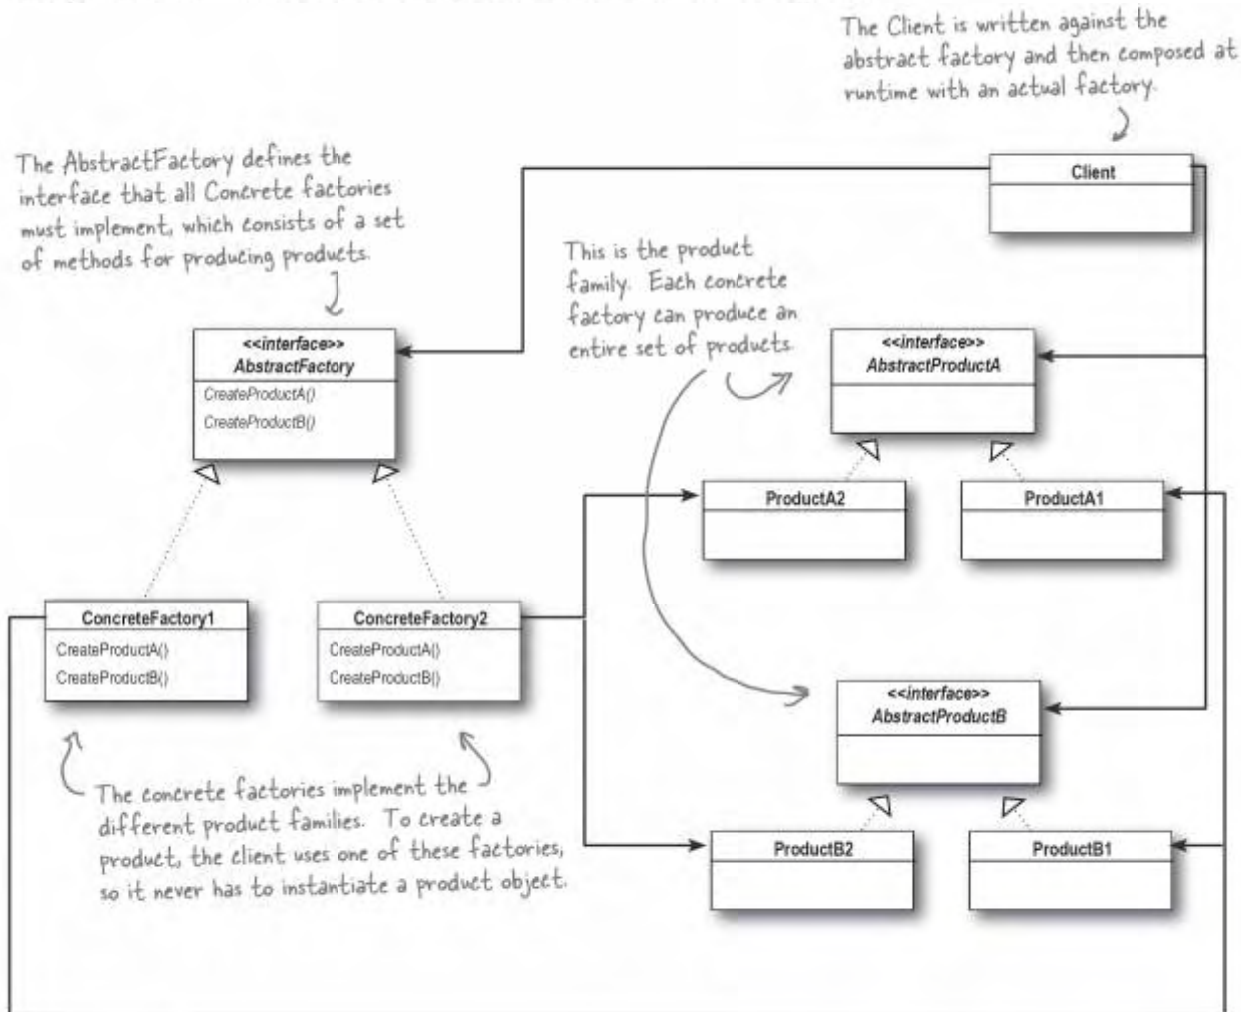 The Client is written against the
abstract factory and then composed at
runtime with an actual factory.
The AbstractFactory defines the
interface that all Concrete factories
must implement, which consists of a set
of methods for producing products.
Client
This is the product
family. Each concrete
factory can produce an
entire set of products.
<<interface>>
AbstractFactory
CreateProductA()
CreateProductB()
<<interface>>
AbstractProductA
ProductA2
ProductA1
ConcreteFactory1
CreateProductA()
CreateProductB()
ConcreteFactory2
CreateProductA()
CreateProductB()
<<interface>>
AbstractProductB
ProductB2
ProductB1
The concrete factories implement the
different product families. To create a
product, the client uses one of these factories,
so it never has to instantiate a product object.